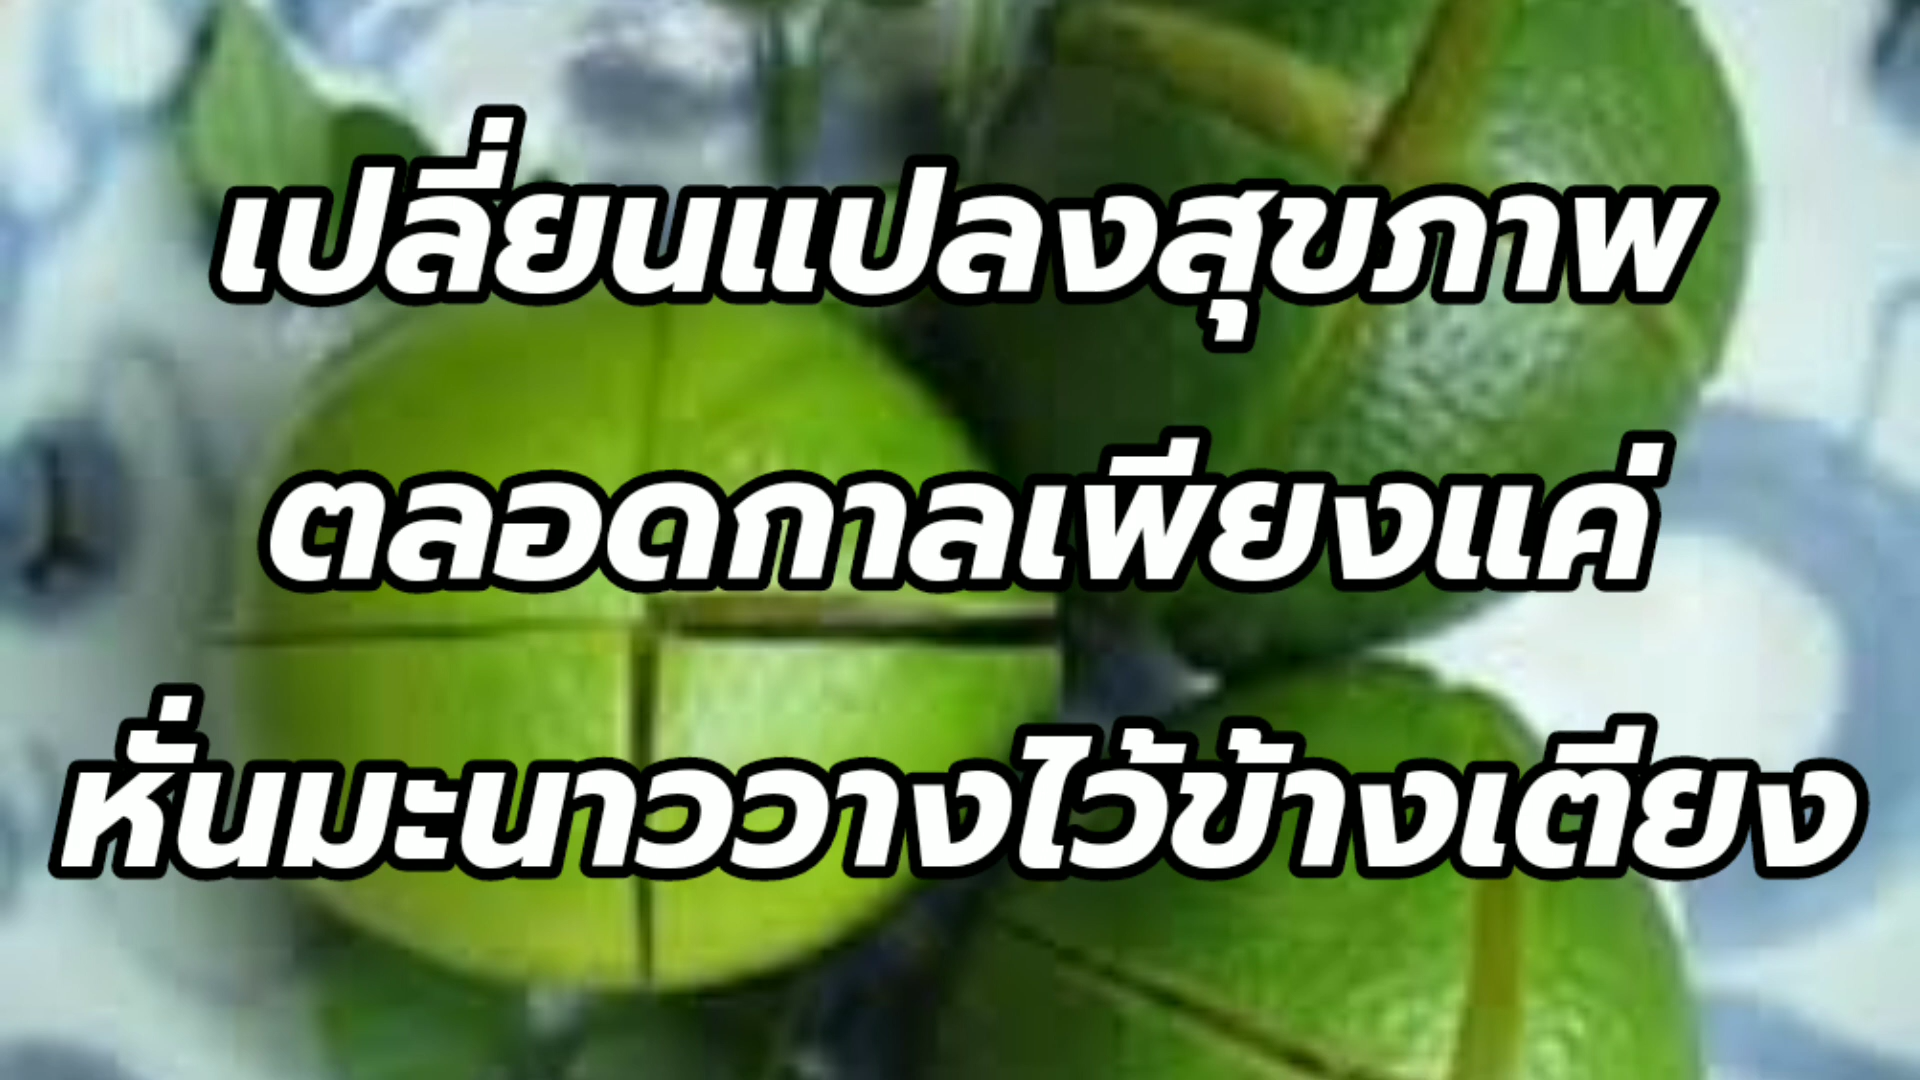 เปลี่ยนแปลงสุขภาพ
ตลอดกาลเพียงแค่
หั่นมะนาววางไว้ข้างเตียง